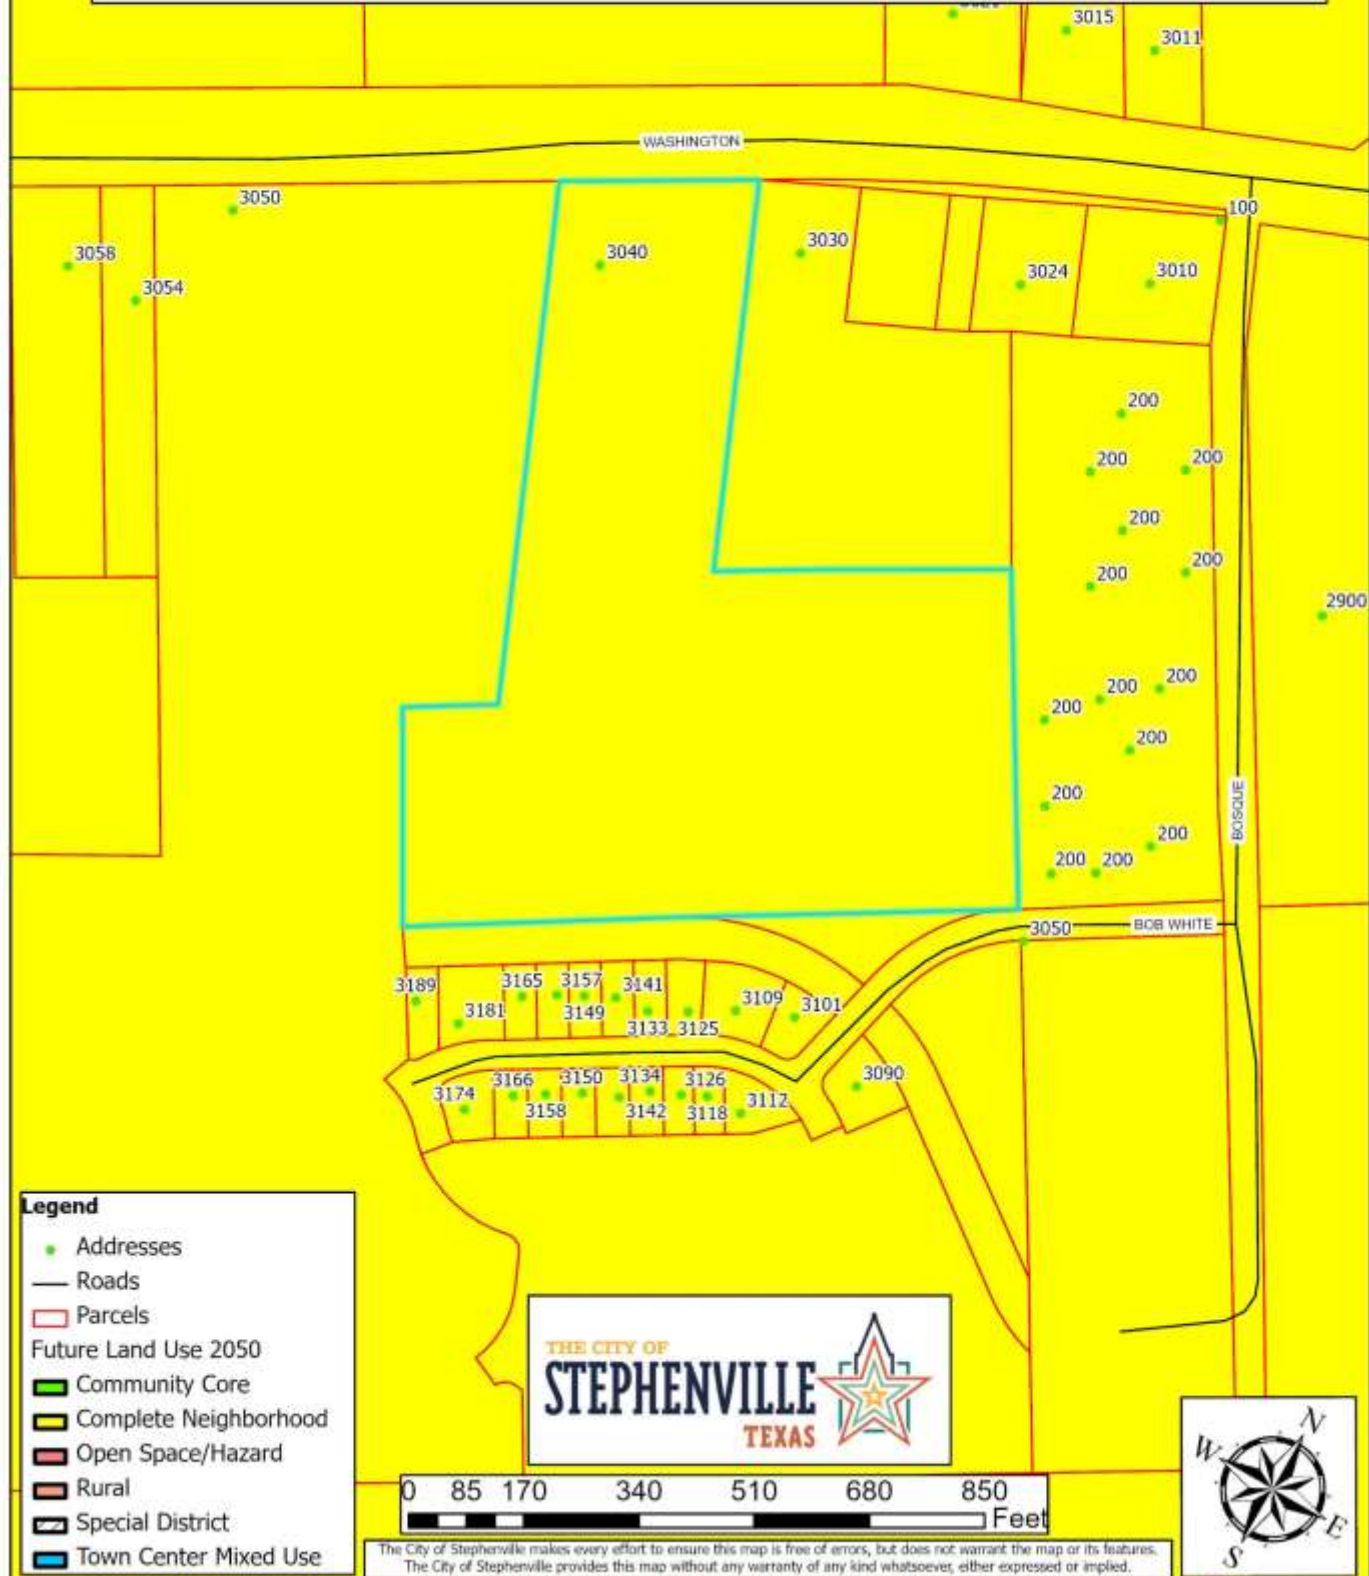 3015
3011
WASHINGTON
3050
100
3058
3040
3030
3054
3024
3010
200
200
200
200
200
200
2900
200
200
200
200
200
BOSQUE
200
200
200
3050
BOB WHITE
3189
3165
3157
3141
3181
3149
3109
3101
3133
3125
3174
3166
3150
3134
3126
3090
3158
3142
3118
3112
Legend
Addresses
Roads
Parcels
Future Land Use 2050
Community Core
Complete Neighborhood
Open Space/Hazard
Rural
Special District
Town Center Mixed Use
THE CITY OF
STEPHENVILLE
TEXAS
0 85 170 340 510 680 850
Feet
The City of Stephenville makes every effort to ensure this map is free of errors, but does not warrant the map or its features.
The City of Stephenville provides this map without any warranty of any kind whatsoever, either expressed or implied.
N
W
E
S